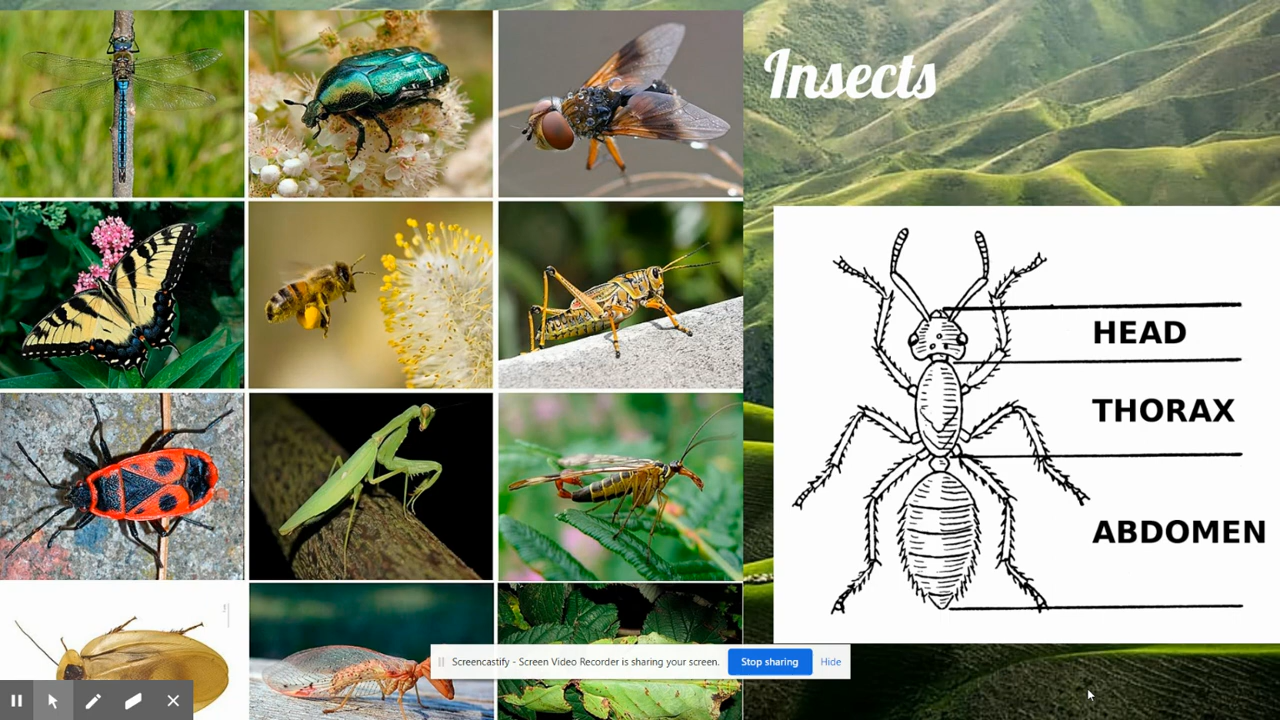 Insects
HEAD
THORAX
ABDOMEN
Screencastify - Screen Video Recorder is sharing your screen. Stop sharing Hide